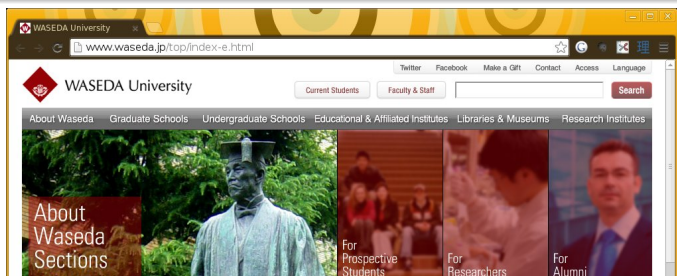 WASEDA University
www.waseda.jp/top/index-e.html
Twitter Facebook Make a Gift Contact Access Language
WASEDA University
Current Students Faculty & Staff Search
About Waseda Graduate Schools Undergraduate Schools Educational & Affiliated Institutes Libraries & Museums Research Institutes
About
Waseda
Sections
For
Prospective
Students
For
Researchers
For
Alumni